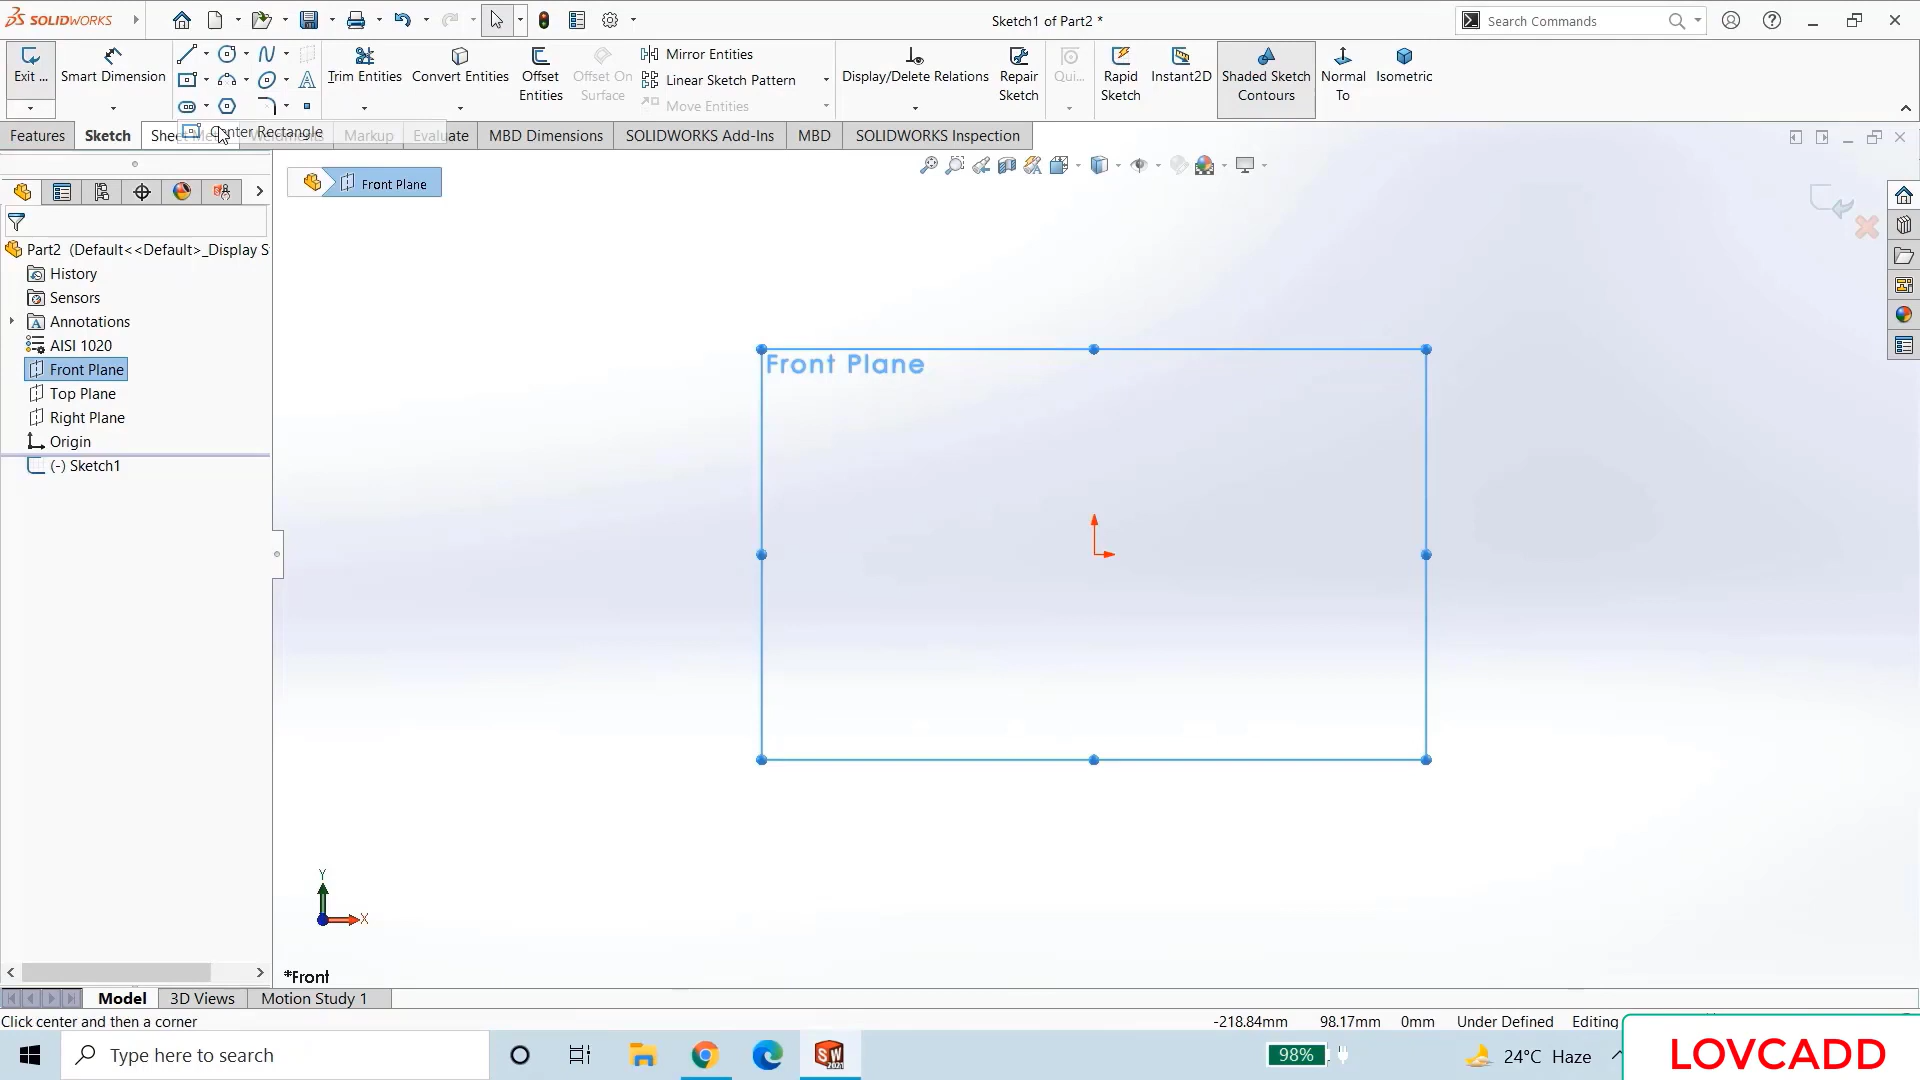 SOLIDWORKS
Sketch1 of Part2 *
Search Commands
Exit ...
Smart Dimension
Trim Entities
Convert Entities
Offset Entities
Offset On Surface
Mirror Entities
Linear Sketch Pattern
Move Entities
Display/Delete Relations
Repair Sketch
Qui...
Rapid Sketch
Instant2D
Shaded Sketch Contours
Normal To
Isometric
Features
Sketch
Center Rectangle
Markup
Evaluate
MBD Dimensions
SOLIDWORKS Add-Ins
MBD
SOLIDWORKS Inspection
Front Plane
Part2 (Default<<Default>_Display S
History
Sensors
Annotations
AISI 1020
Front Plane
Top Plane
Right Plane
Origin
(-) Sketch1
Front Plane
Y
X
*Front
Model
3D Views
Motion Study 1
Click center and then a corner
-218.84mm
98.17mm
0mm
Under Defined
Editing
Type here to search
98%
24°C Haze
LOVCADD